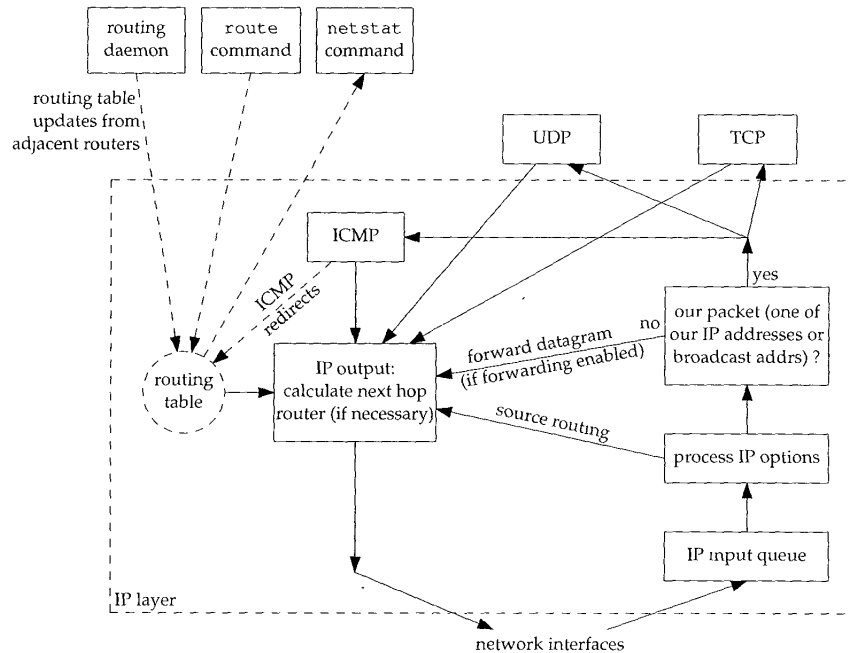 routing
daemon
route
command
netstat
command
routing table
updates from
adjacent routers
UDP
TCP
ICMP
ICMP
redirects
yes
our packet (one of
our IP addresses or
broadcast addrs) ?
no
forward datagram
(if forwarding enabled)
IP output:
calculate next hop
router (if necessary)
routing
table
source routing
process IP options
IP input queue
IP layer
network interfaces